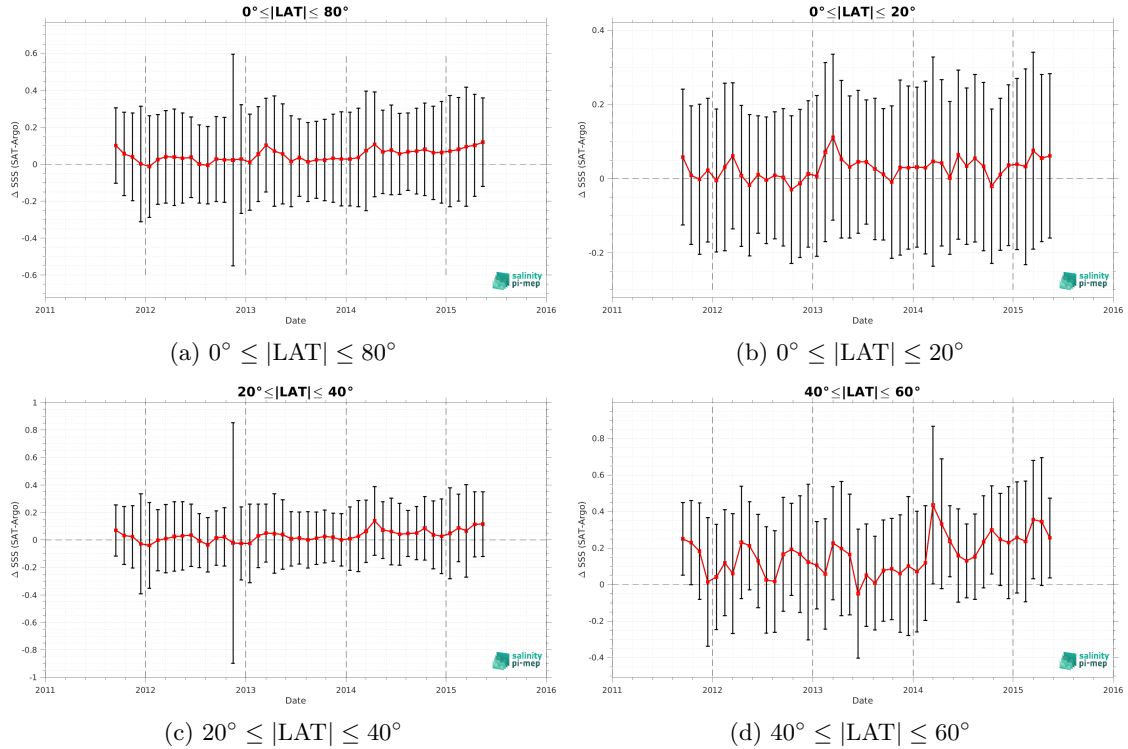 0°≤|LAT|≤ 80°
Δ SSS (SAT-Argo)
0.6
0.4
0.2
0
-0.2
-0.4
-0.6
2011
2012
2013
2014
2015
2016
Date
salinity
pi-mep
(a) 0° ≤ |LAT| ≤ 80°
0°≤|LAT|≤ 20°
Δ SSS (SAT-Argo)
0.4
0.2
0
-0.2
2011
2012
2013
2014
2015
2016
Date
salinity
pi-mep
(b) 0° ≤ |LAT| ≤ 20°
20°≤|LAT|≤ 40°
Δ SSS (SAT-Argo)
1
0.8
0.6
0.4
0.2
0
-0.2
-0.4
-0.6
-0.8
-1
2011
2012
2013
2014
2015
2016
Date
salinity
pi-mep
(c) 20° ≤ |LAT| ≤ 40°
40°≤|LAT|≤ 60°
Δ SSS (SAT-Argo)
0.8
0.6
0.4
0.2
0
-0.2
-0.4
2011
2012
2013
2014
2015
2016
Date
salinity
pi-mep
(d) 40° ≤ |LAT| ≤ 60°